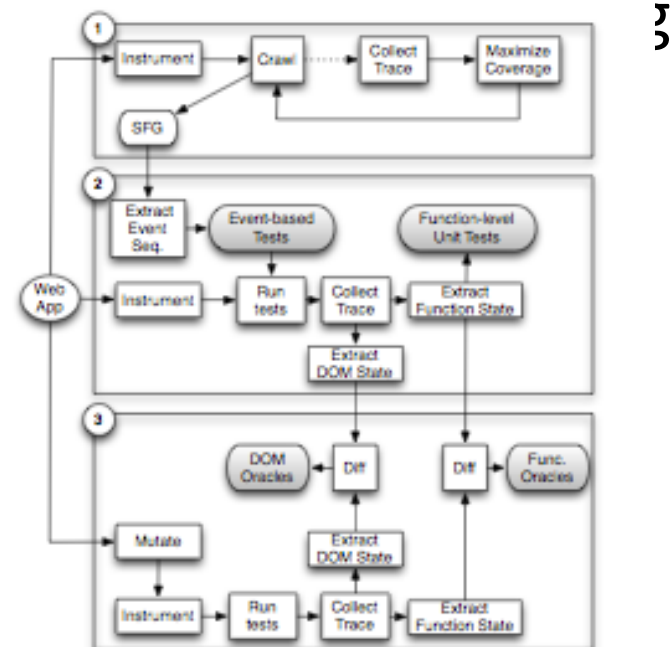 1
Instrument
Crawl
Collect
Trace
Maximize
Coverage
SFG
2
Extract
Event
Seq.
Event-based
Tests
Function-level
Unit Tests
Web
App
Instrument
Run
tests
Collect
Trace
Extract
Function State
Extract
DOM State
3
DOM
Oracles
Diff
Diff
Func.
Oracles
Mutate
Extract
DOM State
Instrument
Run
tests
Collect
Trace
Extract
Function State